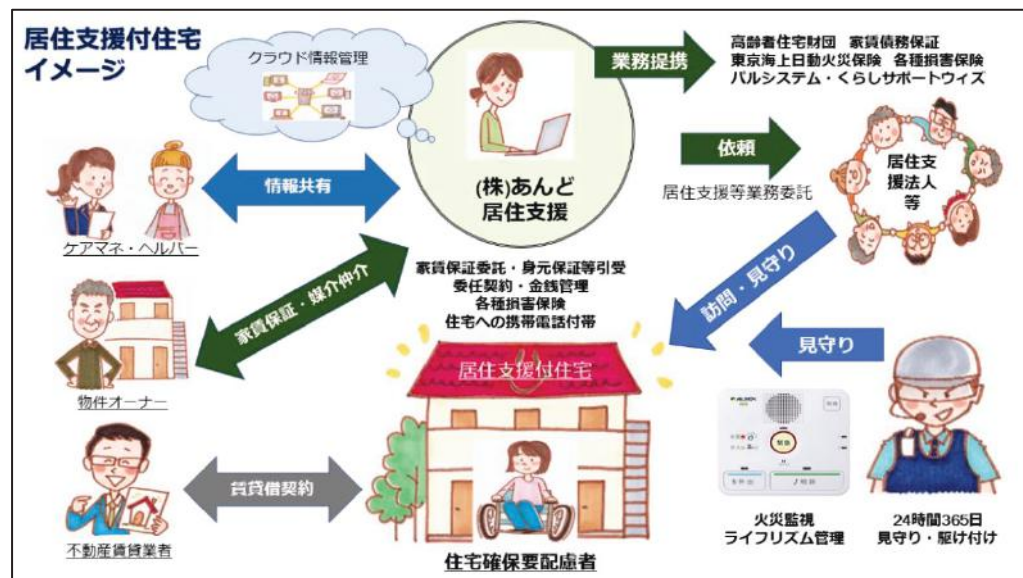 居住支援付住宅
イメージ
クラウド情報管理
業務提携
高齢者住宅財団　家賃債務保証
東京海上日動火災保険　各種損害保険
パルシステム・くらしサポートウィズ
(株)あんど
居住支援
依頼
居住支援等業務委託
居住支
援法人
等
情報共有
ケアマネ・ヘルパー
家賃保証・媒介仲介
物件オーナー
家賃保証委託・身元保証等引受
委任契約・金銭管理
各種損害保険
住宅への携帯電話付帯
訪問・見守り
見守り
居住支援付住宅
賃貸借契約
不動産賃貸業者
住宅確保要配慮者
火災監視
ライフリズム管理
24時間365日
見守り・駆け付け